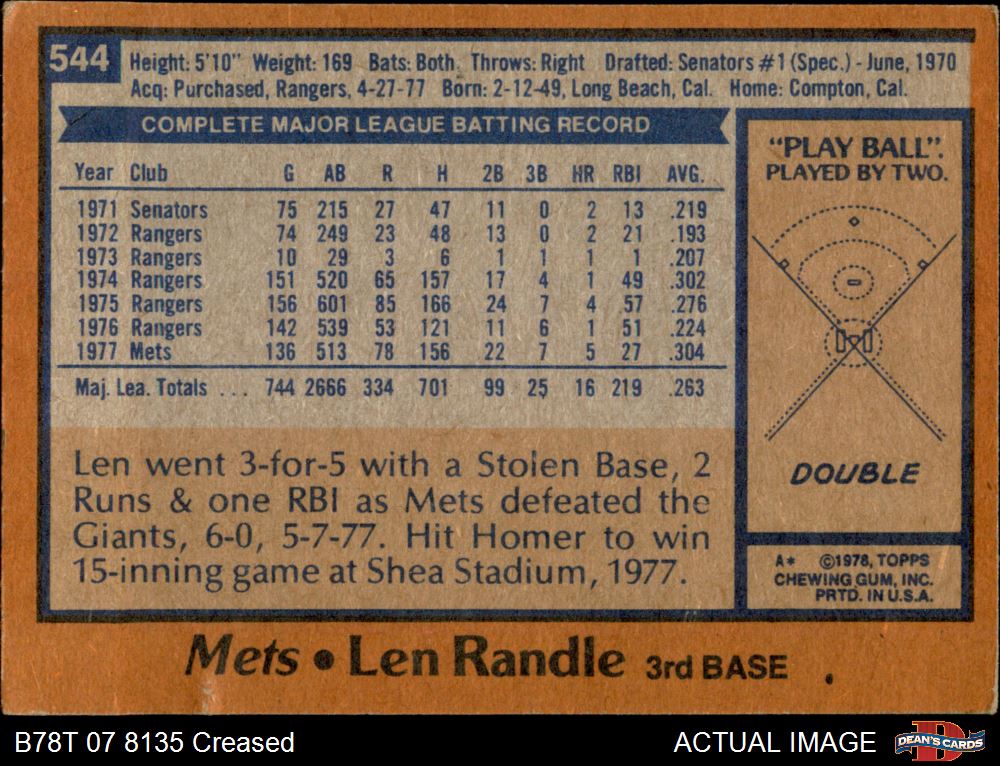 544
Height: 5'10" Weight: 169 Bats: Both. Throws: Right Drafted: Senators #1 (Spec.) - June, 1970
Acq: Purchased, Rangers, 4-27-77 Born: 2-12-49, Long Beach, Cal. Home: Compton, Cal.
COMPLETE MAJOR LEAGUE BATTING RECORD
Year Club G AB R H 2B 3B HR RBI AVG.
1971 Senators 75 215 27 47 11 0 2 13 .219
1972 Rangers 74 249 23 48 13 0 2 21 .193
1973 Rangers 10 29 3 6 1 1 1 1 .207
1974 Rangers 151 520 65 157 17 4 1 49 .302
1975 Rangers 156 601 85 166 24 7 4 57 .276
1976 Rangers 142 539 53 121 11 6 1 51 .224
1977 Mets 136 513 78 156 22 7 5 27 .304
Maj. Lea. Totals ... 744 2666 334 701 99 25 16 219 .263
Len went 3-for-5 with a Stolen Base, 2
Runs & one RBI as Mets defeated the
Giants, 6-0, 5-7-77. Hit Homer to win
15-inning game at Shea Stadium, 1977.
"PLAY BALL".
PLAYED BY TWO.
DOUBLE
A* ©1978, TOPPS
CHEWING GUM, INC.
PRTD. IN U.S.A.
Mets • Len Randle 3rd BASE
B78T 07 8135 Creased
ACTUAL IMAGE
D
DEAN'S CARDS